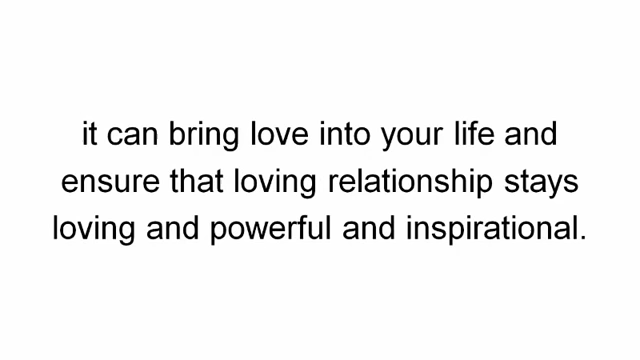 it can bring love into your life and
ensure that loving relationship stays
loving and powerful and inspirational.